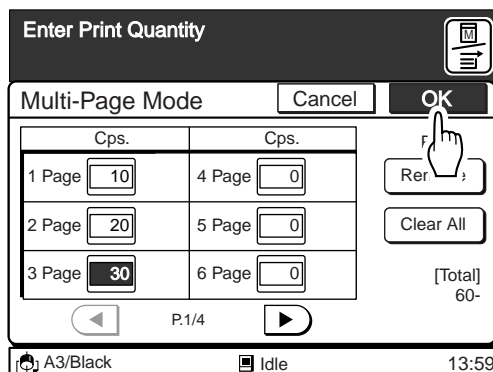 Enter Print Quantity
M
Multi-Page Mode Cancel OK
Cps. Cps.
1 Page 10 4 Page 0
2 Page 20 5 Page 0
Clear All
3 Page 30 6 Page 0
[Total]
60-
P.1/4
A3/Black Idle 13:59